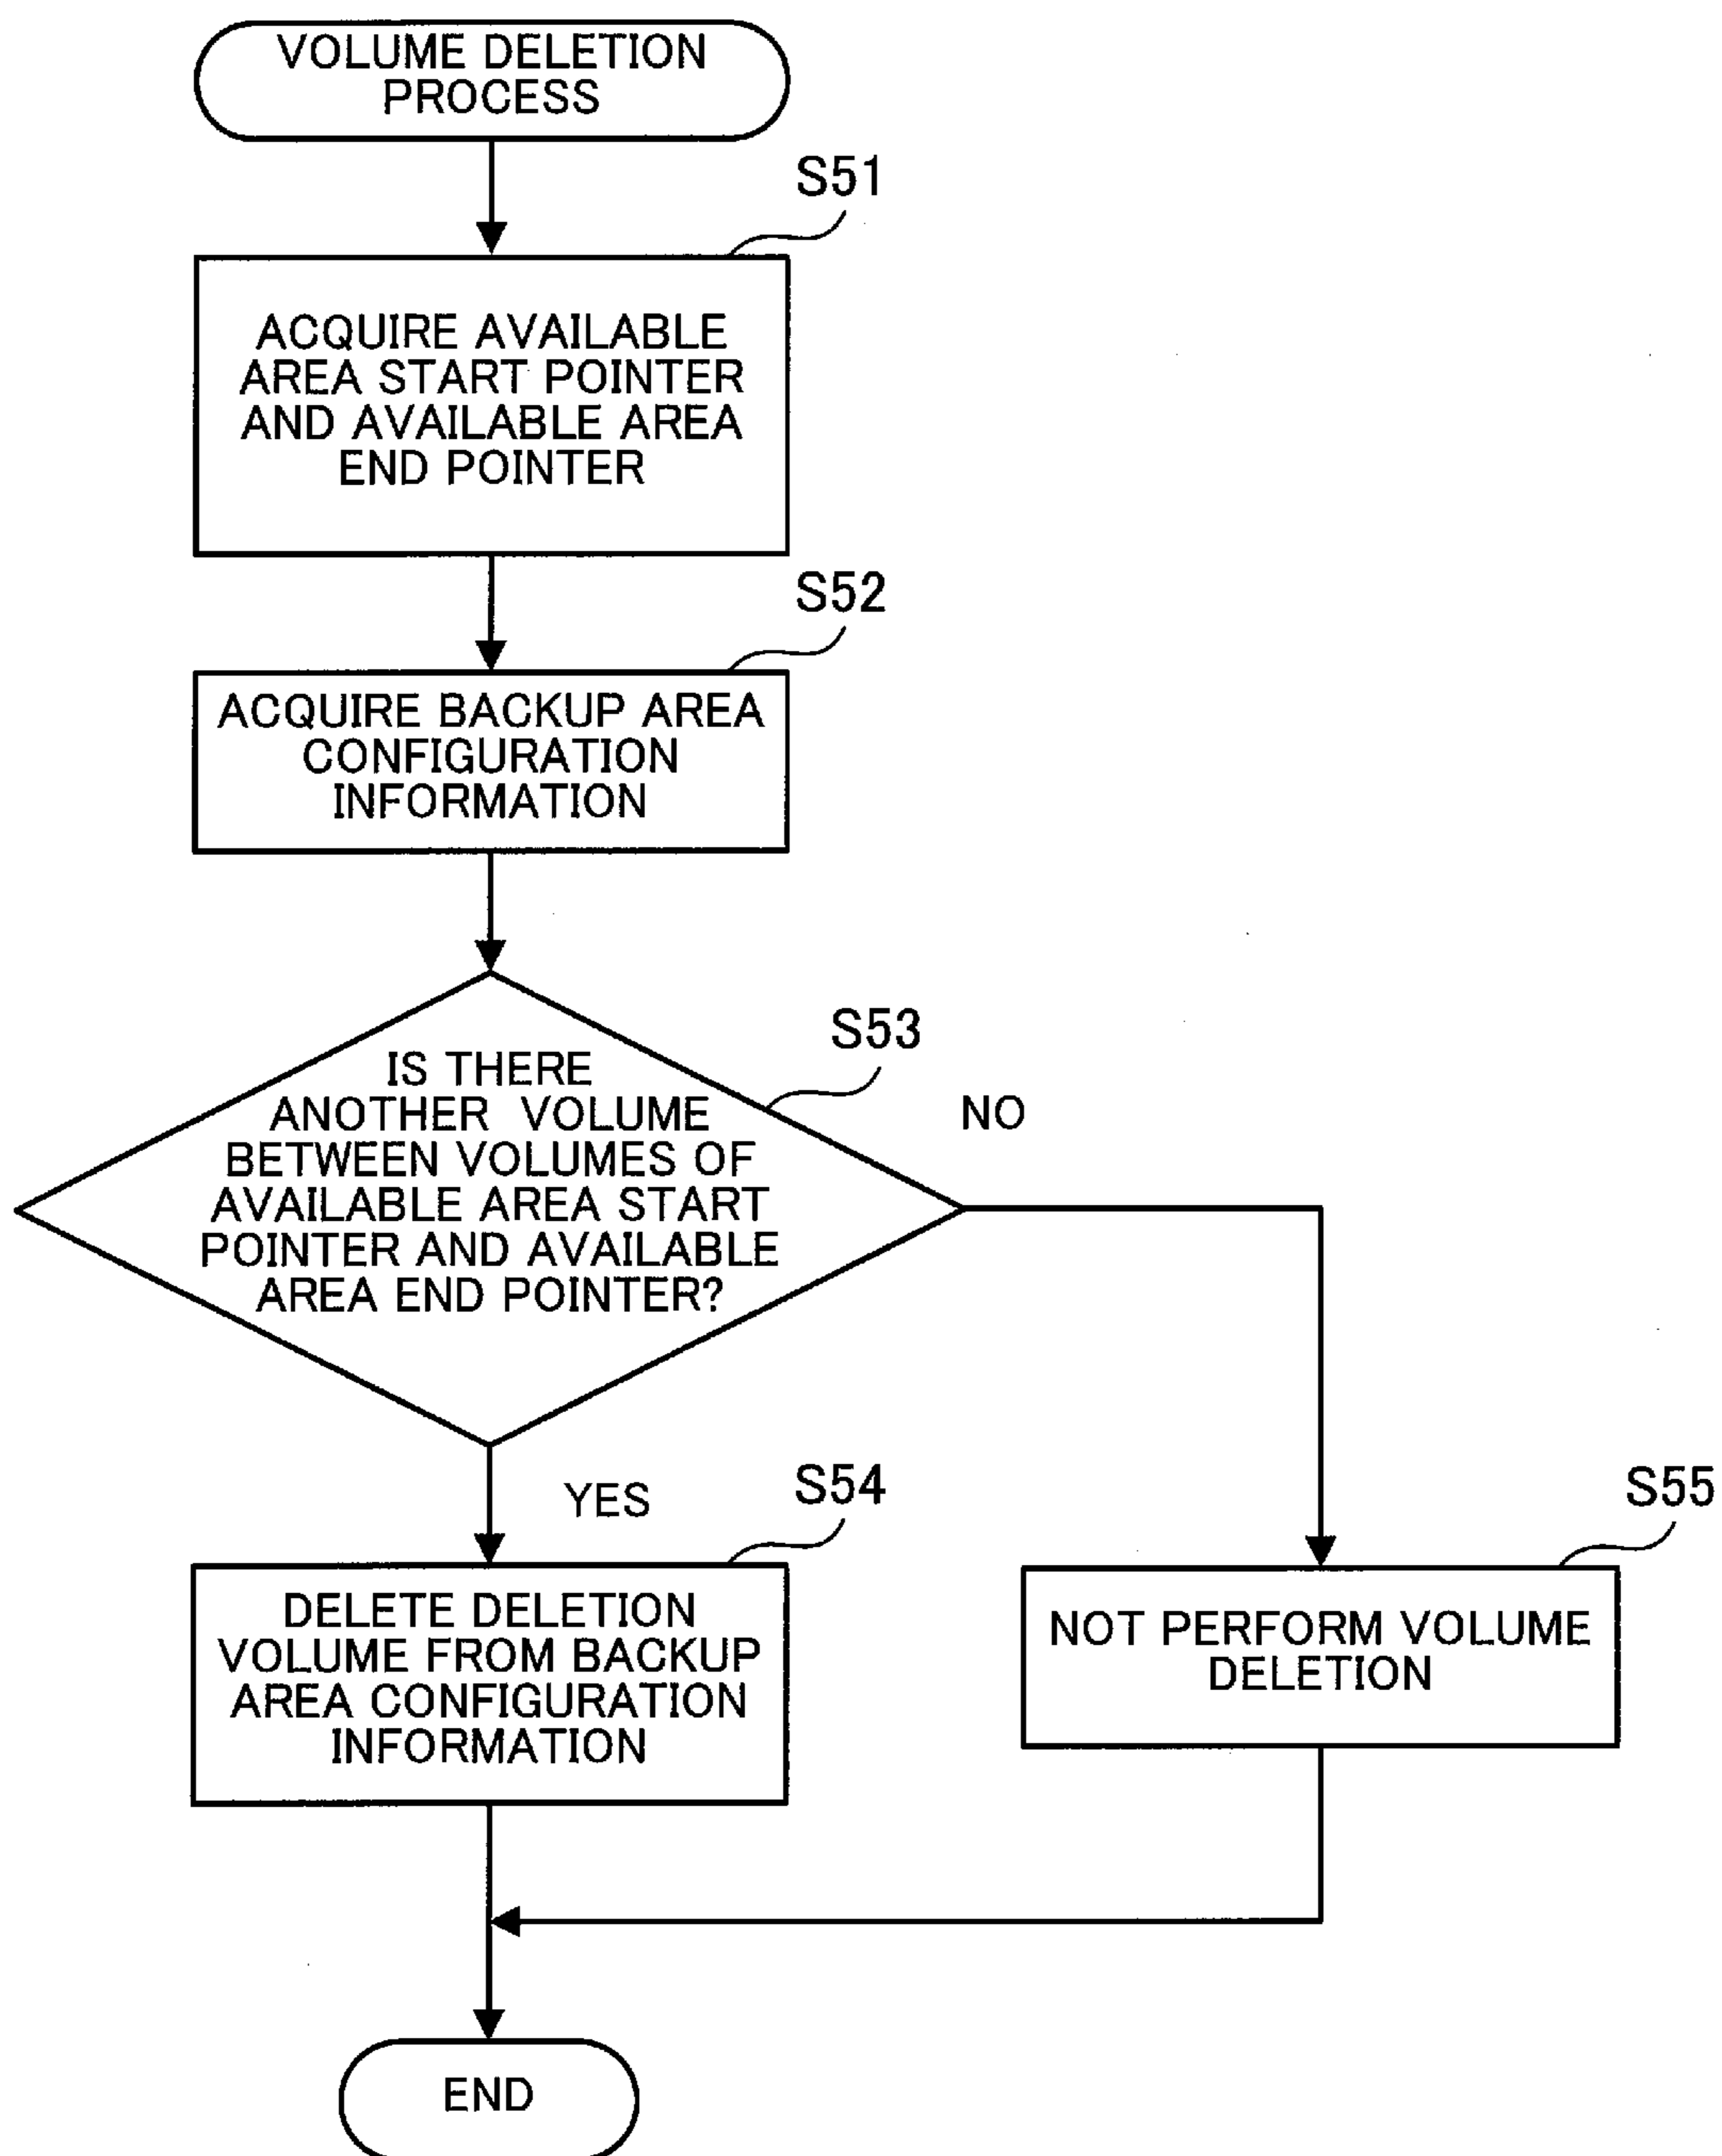 VOLUME DELETION
PROCESS
S51
ACQUIRE AVAILABLE
AREA START POINTER
AND AVAILABLE AREA
END POINTER
S52
ACQUIRE BACKUP AREA
CONFIGURATION
INFORMATION
S53
IS THERE
ANOTHER VOLUME
BETWEEN VOLUMES OF
AVAILABLE AREA START
POINTER AND AVAILABLE
AREA END POINTER?
NO
YES
S54
DELETE DELETION
VOLUME FROM BACKUP
AREA CONFIGURATION
INFORMATION
S55
NOT PERFORM VOLUME
DELETION
END